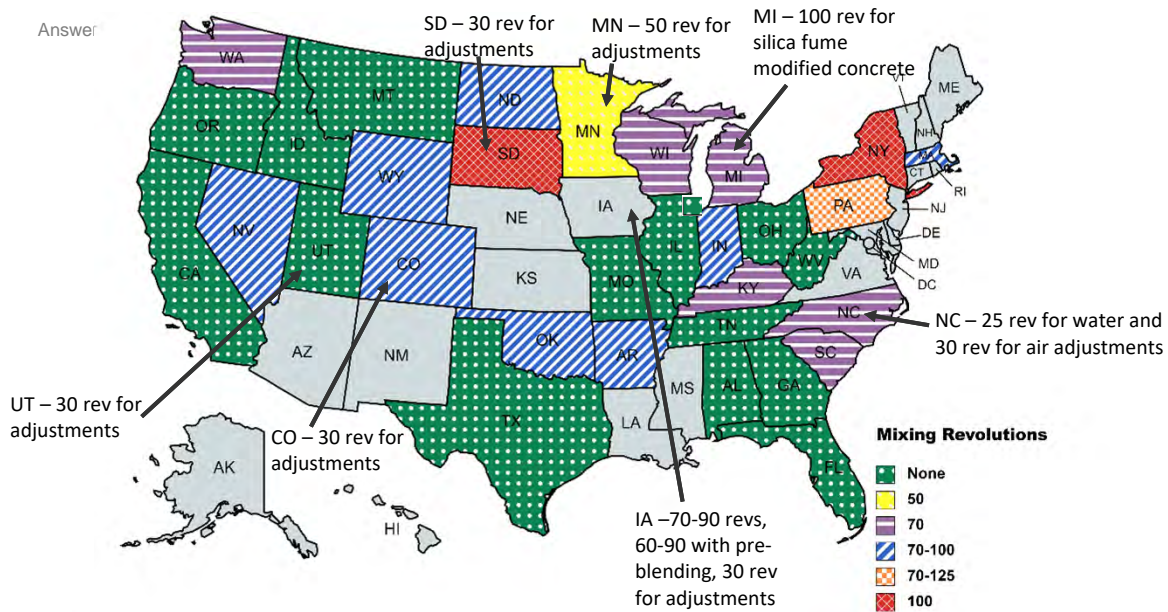 Answer
SD – 30 rev for
adjustments
MN – 50 rev for
adjustments
MI – 100 rev for
silica fume
modified concrete
WA
MT
ND
MN
OR
ID
SD
WI
MI
NY
VT
ME
NH
CT
RI
WY
NE
IA
PA
NJ
NV
UT
CO
IL
IN
OH
WV
DE
MD
DC
VA
CA
KS
MO
KY
NC
NC – 25 rev for water and
30 rev for air adjustments
AZ
NM
OK
AR
TN
SC
MS
AL
GA
TX
LA
FL
UT – 30 rev for
adjustments
CO – 30 rev for
adjustments
AK
HI
IA –70-90 revs,
60-90 with pre-
blending, 30 rev
for adjustments
Mixing Revolutions
None
50
70
70-100
70-125
100